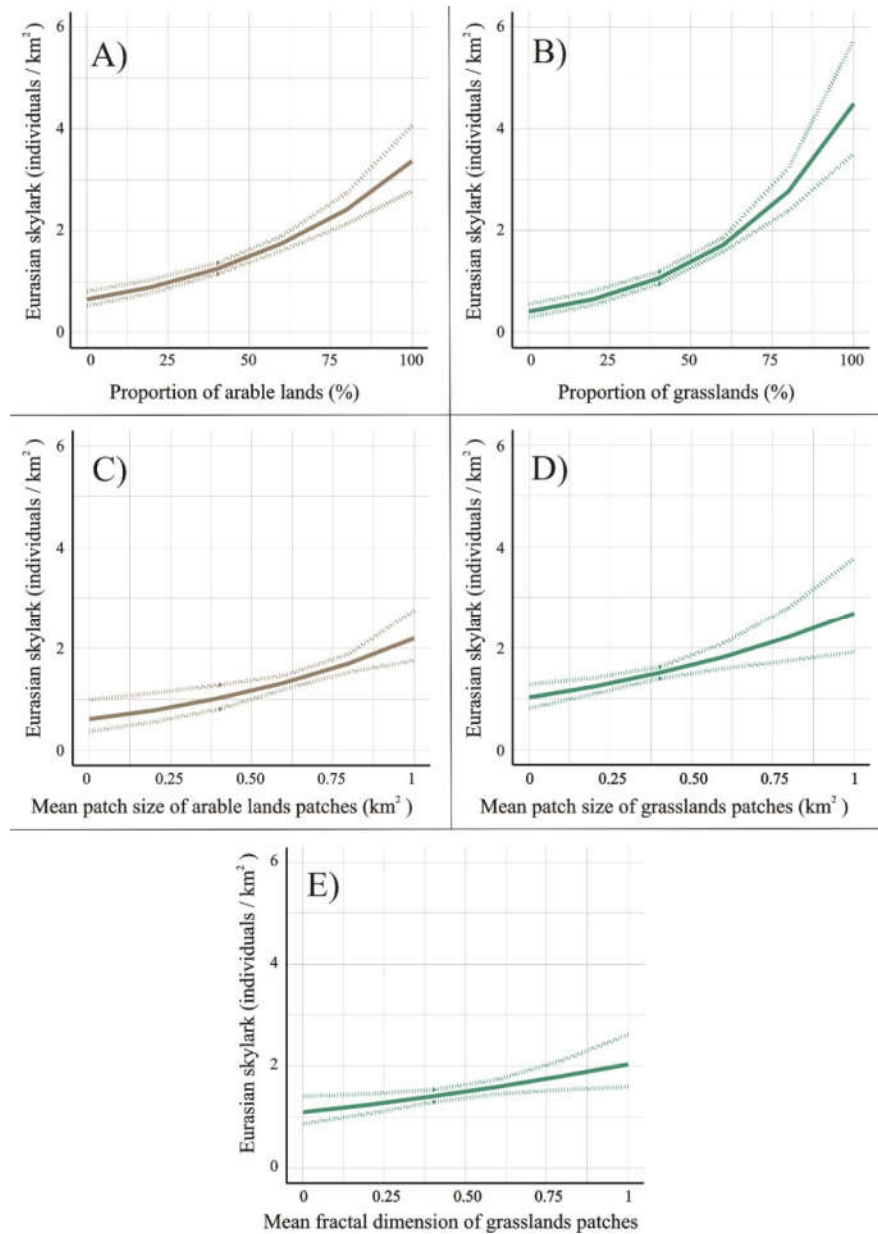 A)
Eurasian skylark (individuals / km²)
6
4
2
0
0 25 50 75 100
Proportion of arable lands (%)
B)
Eurasian skylark (individuals / km²)
6
4
2
0
0 25 50 75 100
Proportion of grasslands (%)
C)
Eurasian skylark (individuals / km²)
6
4
2
0
0 0.25 0.50 0.75 1
Mean patch size of arable lands patches (km² )
D)
Eurasian skylark (individuals / km²)
6
4
2
0
0 0.25 0.50 0.75 1
Mean patch size of grasslands patches (km² )
E)
Eurasian skylark (individuals / km²)
6
4
2
0
0 0.25 0.50 0.75 1
Mean fractal dimension of grasslands patches